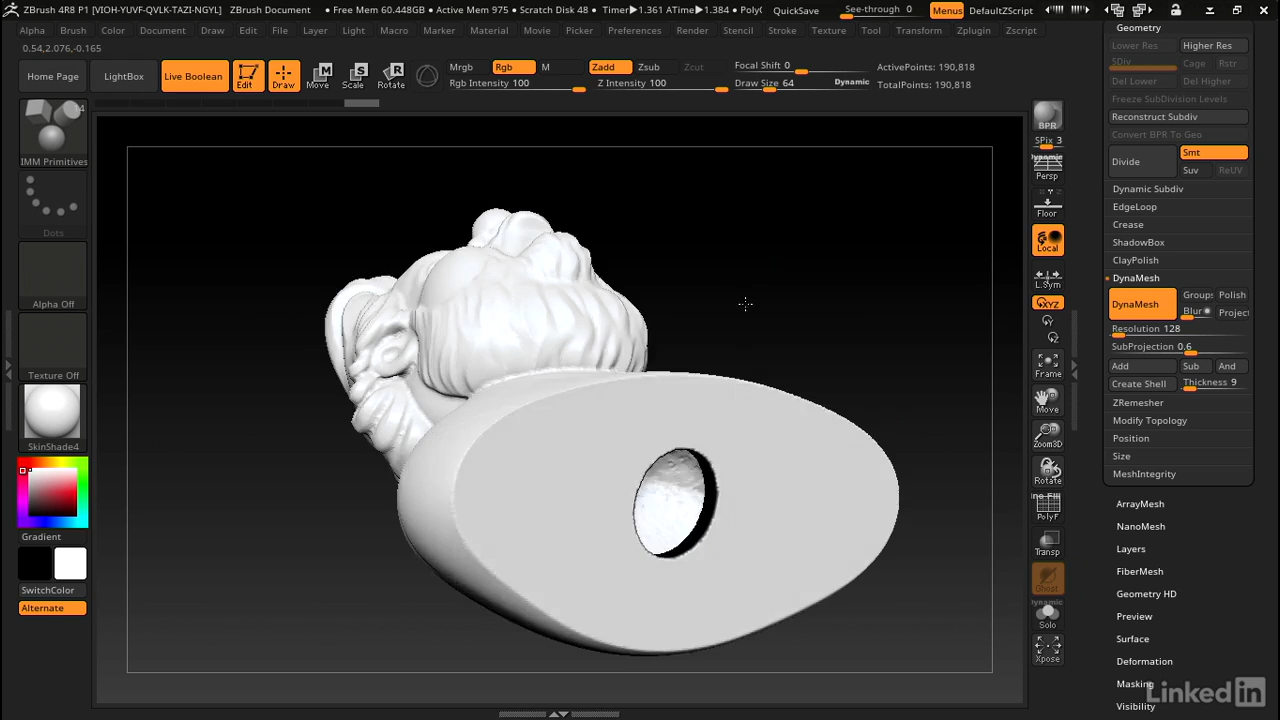 ZBrush 4R8 P1 [VIOH-YUVF-QVLK-TAZI-NGYL] ZBrush Document • Free Mem 60.448GB • Active Mem 975 • Scratch Disk 48 • Timer▶1.361 ATime▶1.384 • PolyC QuickSave See-through 0 Menus DefaultZScript
Alpha Brush Color Document Draw Edit File Layer Light Macro Marker Material Movie Picker Preferences Render Stencil Stroke Texture Tool Transform Zplugin Zscript
0.54,2.076,-0.165
Home Page LightBox Live Boolean Edit Draw Move Scale Rotate
Mrgb Rgb M Zadd Zsub Zcut Focal Shift 0 ActivePoints: 190,818
Rgb Intensity 100 Z Intensity 100 Draw Size 64 Dynamic TotalPoints: 190,818
14
IMM Primitives
Dots
Alpha Off
Texture Off
SkinShade4
Gradient
SwitchColor
Alternate
BPR
SPix 3
Dynamic
Persp
Floor
Local
L.Sym
XYZ
Frame
Move
Zoom3D
Rotate
PolyF
Transp
Ghost
Dynamic
Solo
Xpose
Geometry
Lower Res Higher Res
SDiv Cage Rstr
Del Lower Del Higher
Freeze SubDivision Levels
Reconstruct Subdiv
Convert BPR To Geo
Divide Smt
Suv ReUV
Dynamic Subdiv
EdgeLoop
Crease
ShadowBox
ClayPolish
DynaMesh
DynaMesh Groups Polish
Blur Project
Resolution 128
SubProjection 0.6
Add Sub And
Create Shell Thickness 9
ZRemesher
Modify Topology
Position
Size
MeshIntegrity
ArrayMesh
NanoMesh
Layers
FiberMesh
Geometry HD
Preview
Surface
Deformation
Masking
Visibility
LinkedIn